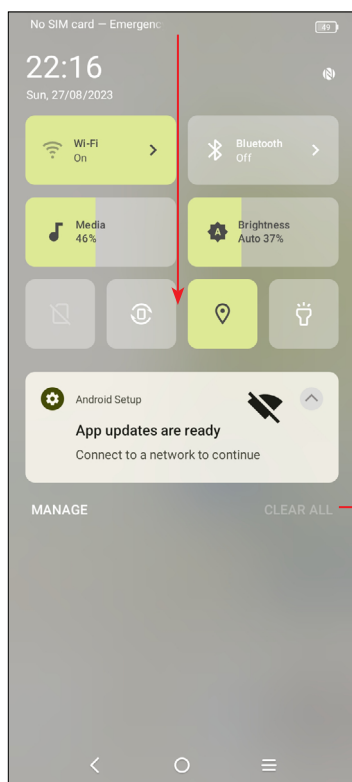 No SIM card — Emergenc
49
22:16
Sun, 27/08/2023
Wi-Fi
On
Bluetooth
Off
Media
46%
A
Brightness
Auto 37%
Android Setup
App updates are ready
Connect to a network to continue
MANAGE
CLEAR ALL